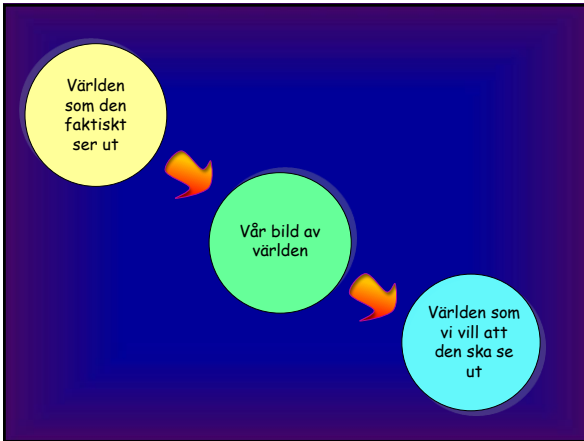 Världen
som den
faktiskt
ser ut
Vår bild av
världen
Världen som
vi vill att
den ska se
ut